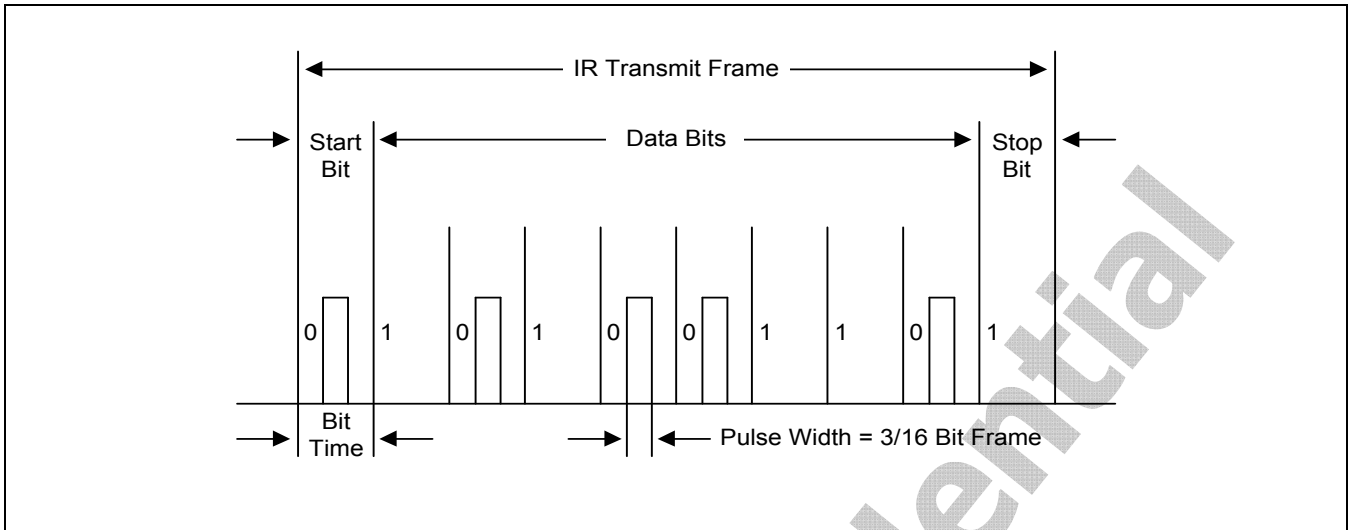 IR Transmit Frame
Start
Bit
Data Bits
Stop
Bit
0 1 0 1 0 0 1 1 0 1
Bit
Time
Pulse Width = 3/16 Bit Frame